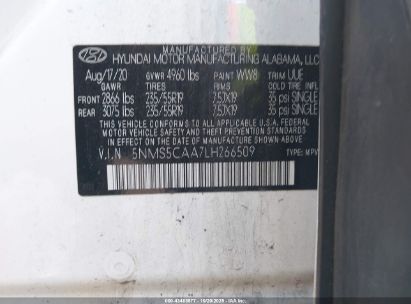 MANUFACTURED BY
HYUNDAI MOTOR MANUFACTURING ALABAMA, LLC
Aug/17/20 GVWR 4960 lbs PAINT WW8 TRIM UUE
GAWR TIRES RIMS COLD TIRE INFL
FRONT 2866 lbs 235/55R19 7.5JX19 35 psi SINGLE
REAR 3075 lbs 235/55R19 7.5JX19 35 psi SINGLE
THIS VEHICLE CONFORMS TO ALL APPLICABLE U.S. FEDERAL
MOTOR VEHICLE SAFETY AND THEFT PREVENTION STANDARDS
IN EFFECT ON THE DATE OF MANUFACTURE SHOWN ABOVE.
V.I.N 5NMS5CAA7LH266509 TYPE: MPV